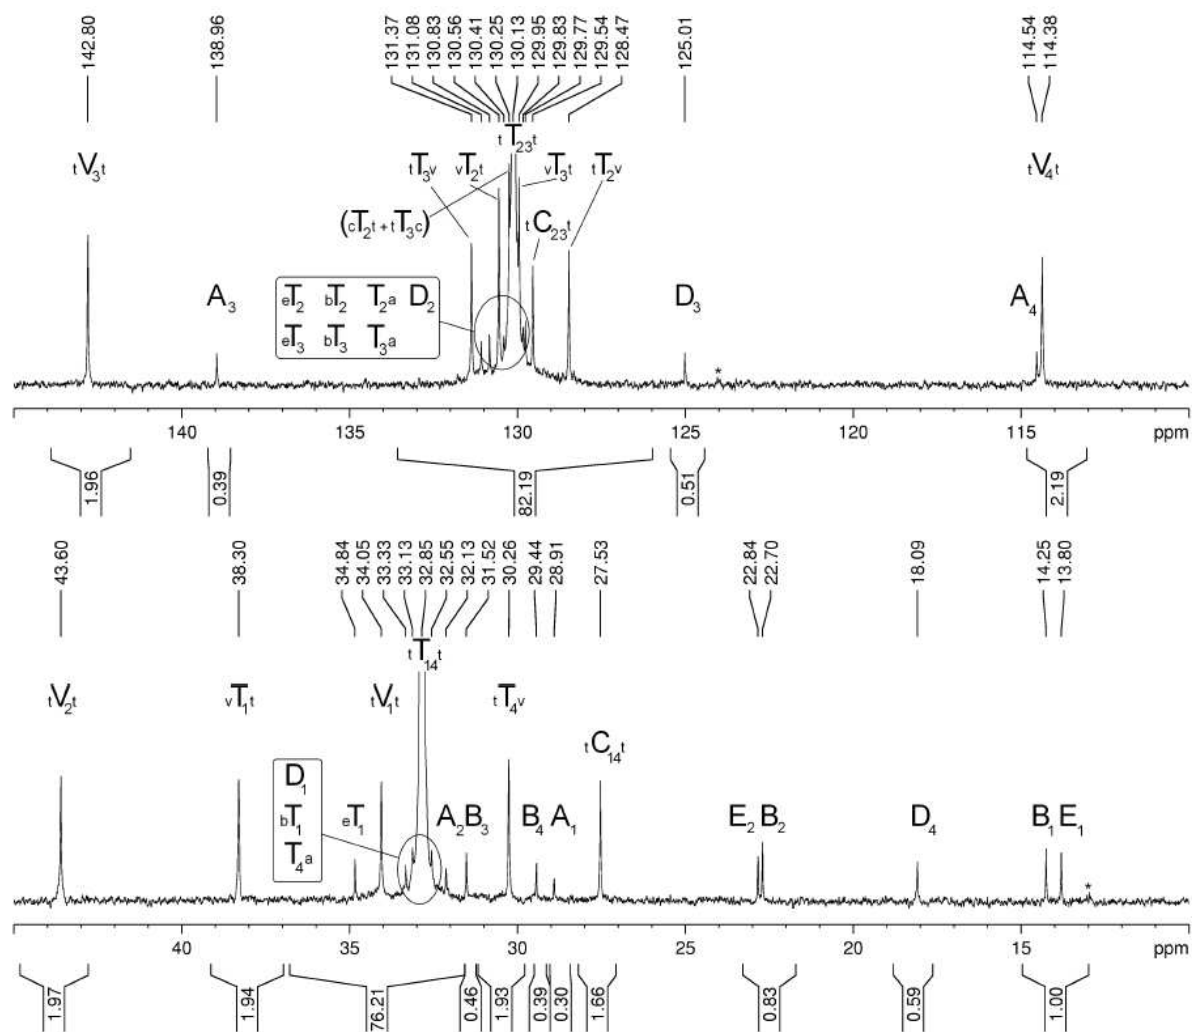 142.80 138.96 131.37 131.08 130.83 130.56 130.41 130.25 130.13 129.95 129.83 129.77 129.54 128.47 125.01 114.54 114.38
tT23t
tV3t tT3v vT2t vT3t tT2v tV4t
(cT2t + tT3c) tC23t
A3 eT2 bT2 T2a D2 D3 A4
eT3 bT3 T3a
*
140 135 130 125 120 115 ppm
1.96 0.39 82.19 0.51 2.19
43.60 38.30 34.84 34.05 33.33 33.13 32.85 32.55 32.13 31.52 30.26 29.44 28.91 27.53 22.84 22.70 18.09 14.25 13.80
tT14t
tV2t vT1t tV1t tT4v
tC14t
D1
bT1 eT1 A2 B3 B4 A1 E2 B2 D4 B1 E1
T4a
*
40 35 30 25 20 15 ppm
1.97 1.94 76.21 0.46 1.93 0.39 0.30 1.66 0.83 0.59 1.00